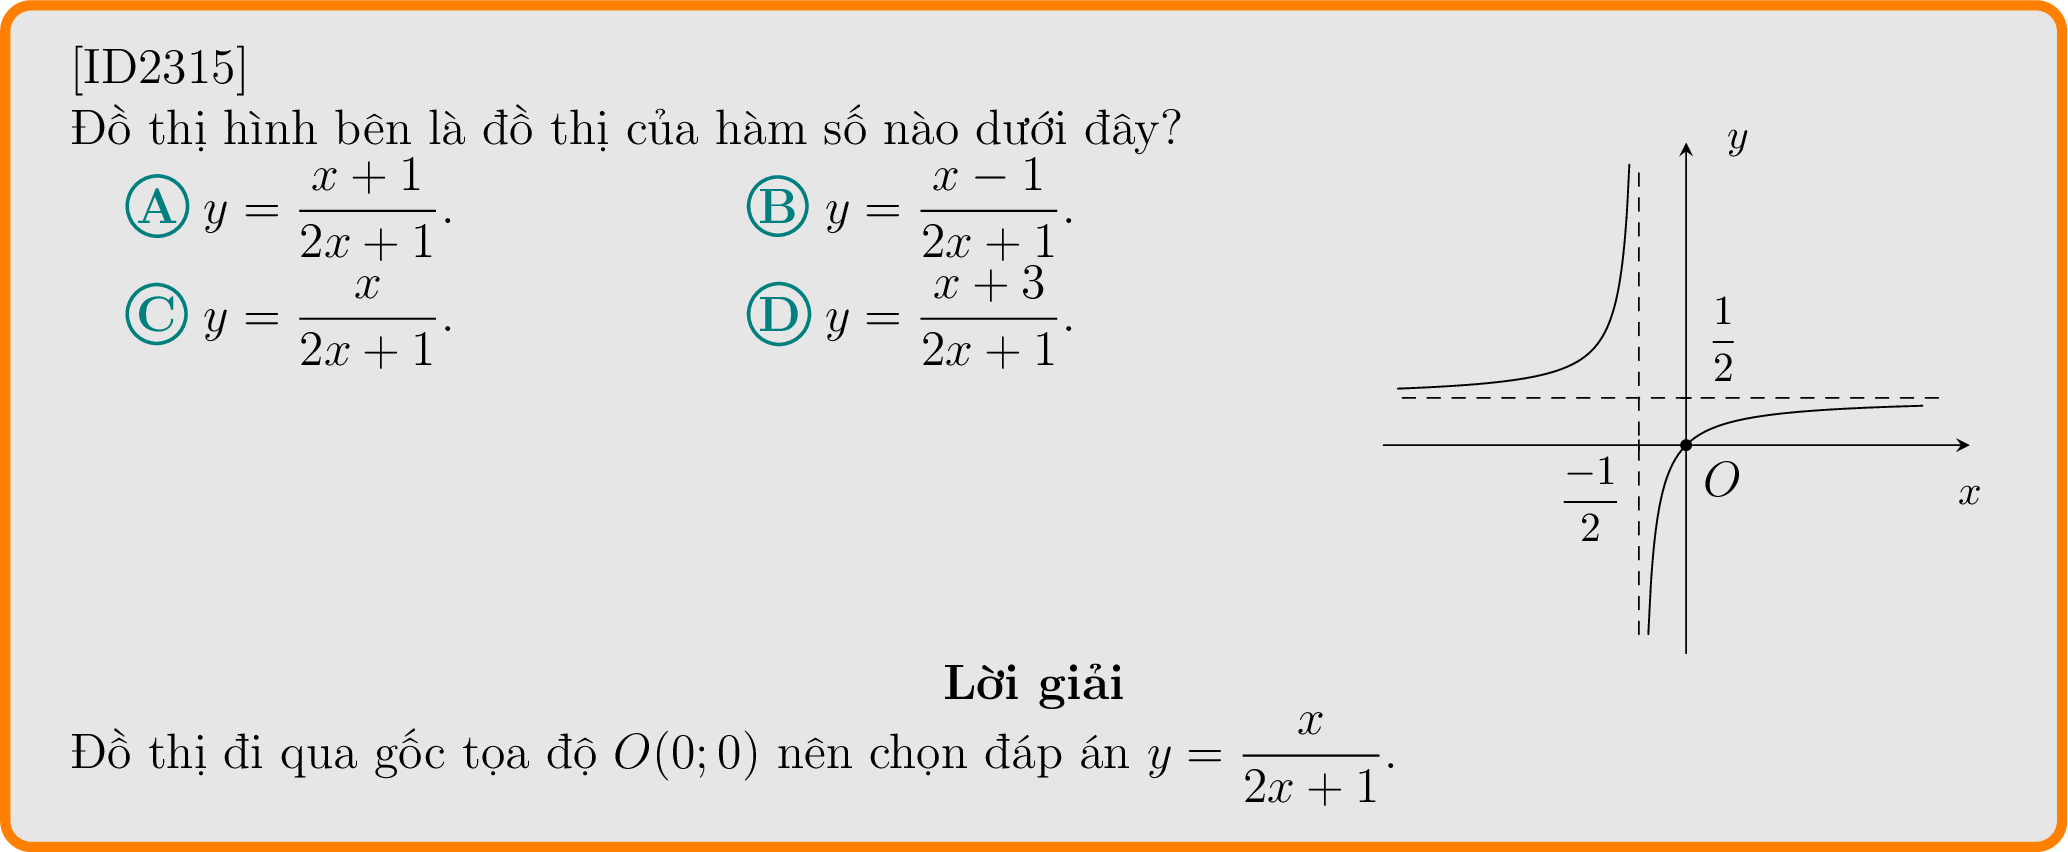 [ID2315]
Đồ thị hình bên là đồ thị của hàm số nào dưới đây?
A y = \frac{x + 1}{2x + 1}. B y = \frac{x − 1}{2x + 1}.
C y = \frac{x}{2x + 1}. D y = \frac{x + 3}{2x + 1}.
y
\frac{1}{2}
\frac{−1}{2}
O
x
Lời giải
Đồ thị đi qua gốc tọa độ O(0; 0) nên chọn đáp án y = \frac{x}{2x + 1}.